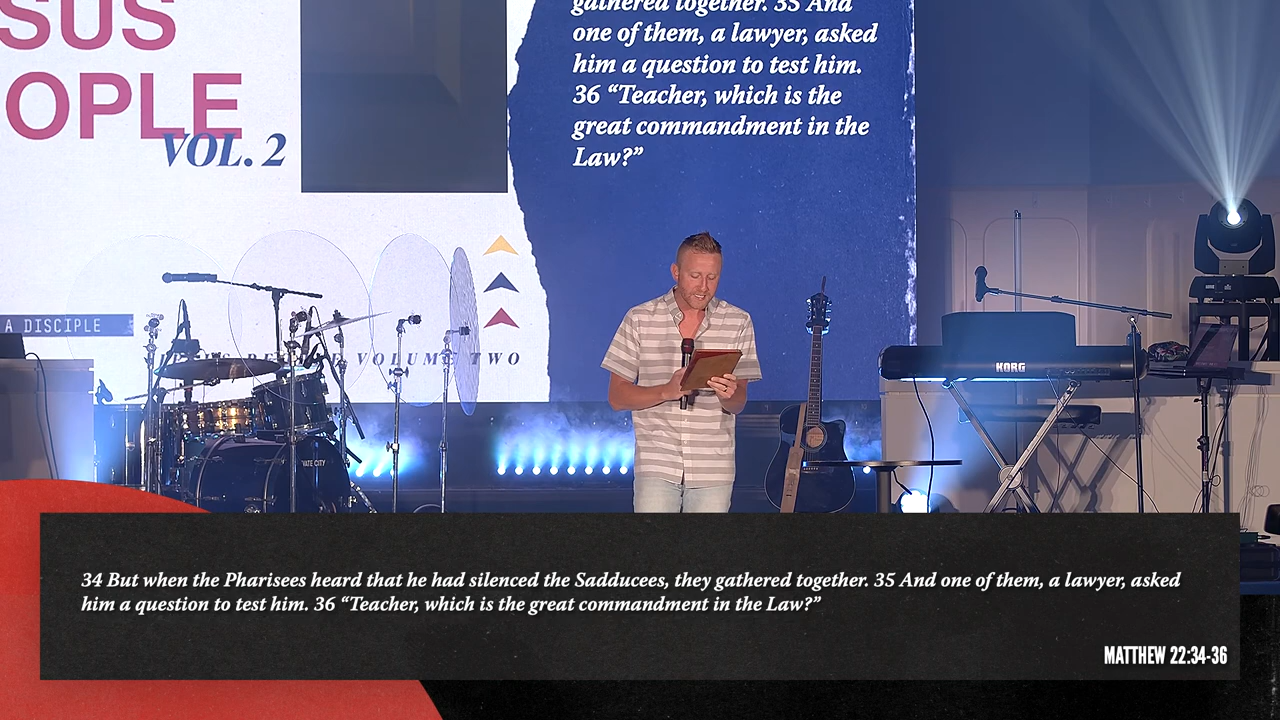 SUS
OPLE
VOL. 2
gathered together. 35 And
one of them, a lawyer, asked
him a question to test him.
36 “Teacher, which is the
great commandment in the
Law?”
A DISCIPLE
VOLUME TWO
VATE CITY
KORG
34 But when the Pharisees heard that he had silenced the Sadducees, they gathered together. 35 And one of them, a lawyer, asked
him a question to test him. 36 “Teacher, which is the great commandment in the Law?”
MATTHEW 22:34-36